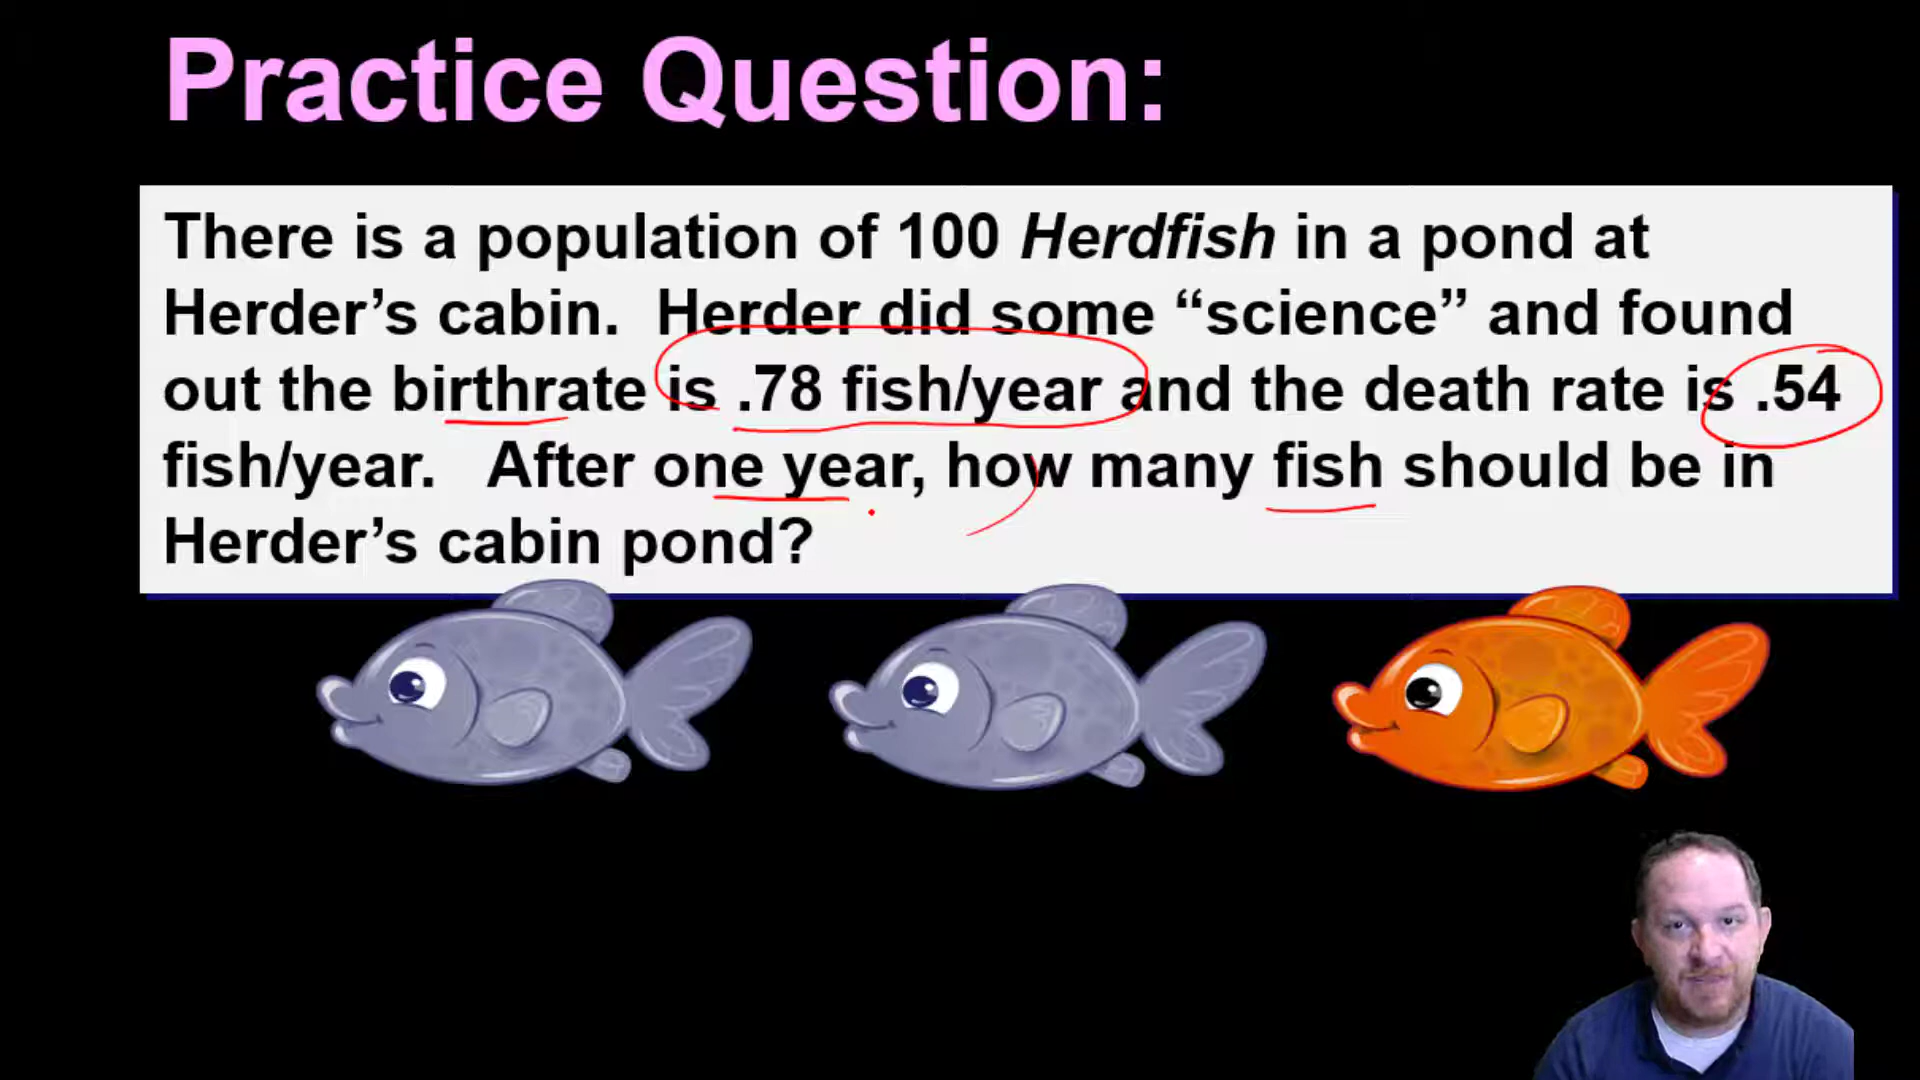 Practice Question:
There is a population of 100 Herdfish in a pond at
Herder’s cabin.  Herder did some “science” and found
out the birthrate is .78 fish/year and the death rate is .54
fish/year.   After one year, how many fish should be in
Herder’s cabin pond?